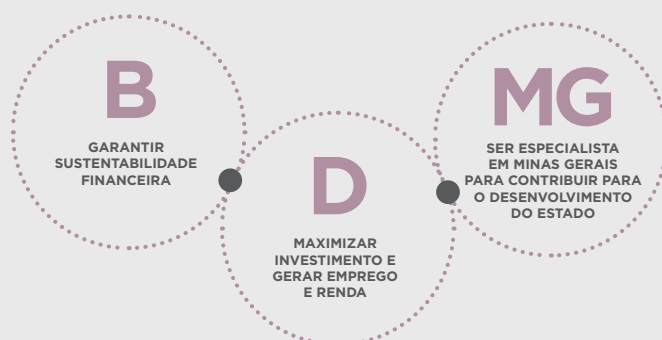 B
GARANTIR
SUSTENTABILIDADE
FINANCEIRA
D
MAXIMIZAR
INVESTIMENTO E
GERAR EMPREGO
E RENDA
MG
SER ESPECIALISTA
EM MINAS GERAIS
PARA CONTRIBUIR PARA
O DESENVOLVIMENTO
DO ESTADO